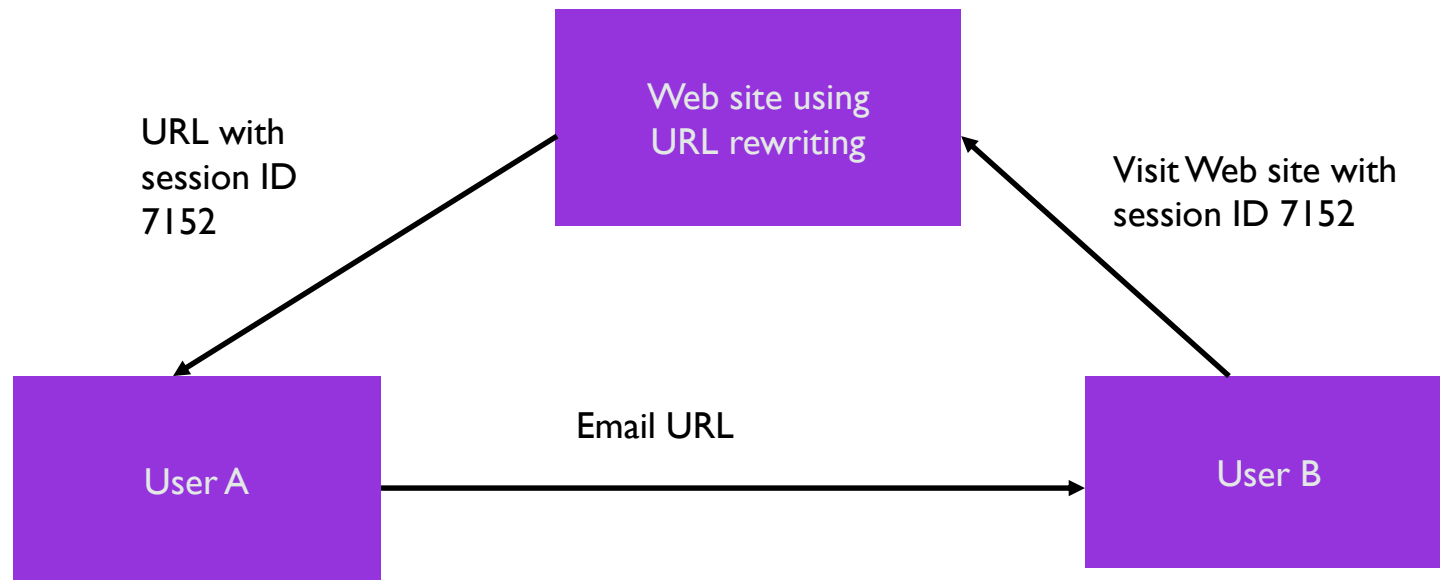 Web site using
URL rewriting
URL with
session ID
7152
Visit Web site with
session ID 7152
Email URL
User A
User B